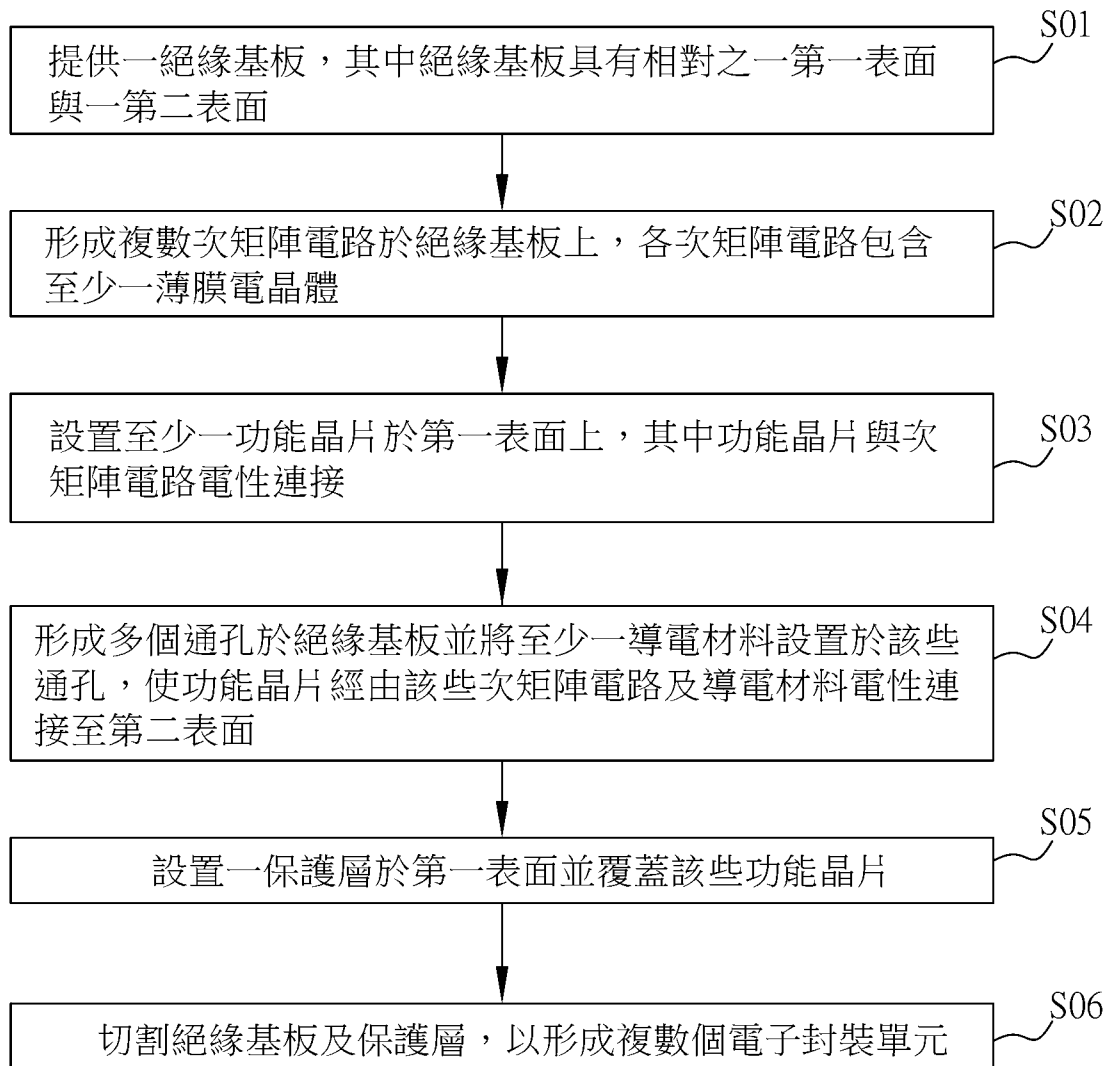 S01
提供一絕緣基板，其中絕緣基板具有相對之一第一表面
與一第二表面
S02
形成複數次矩陣電路於絕緣基板上，各次矩陣電路包含
至少一薄膜電晶體
S03
設置至少一功能晶片於第一表面上，其中功能晶片與次
矩陣電路電性連接
S04
形成多個通孔於絕緣基板並將至少一導電材料設置於該些
通孔，使功能晶片經由該些次矩陣電路及導電材料電性連
接至第二表面
S05
設置一保護層於第一表面並覆蓋該些功能晶片
S06
切割絕緣基板及保護層，以形成複數個電子封裝單元